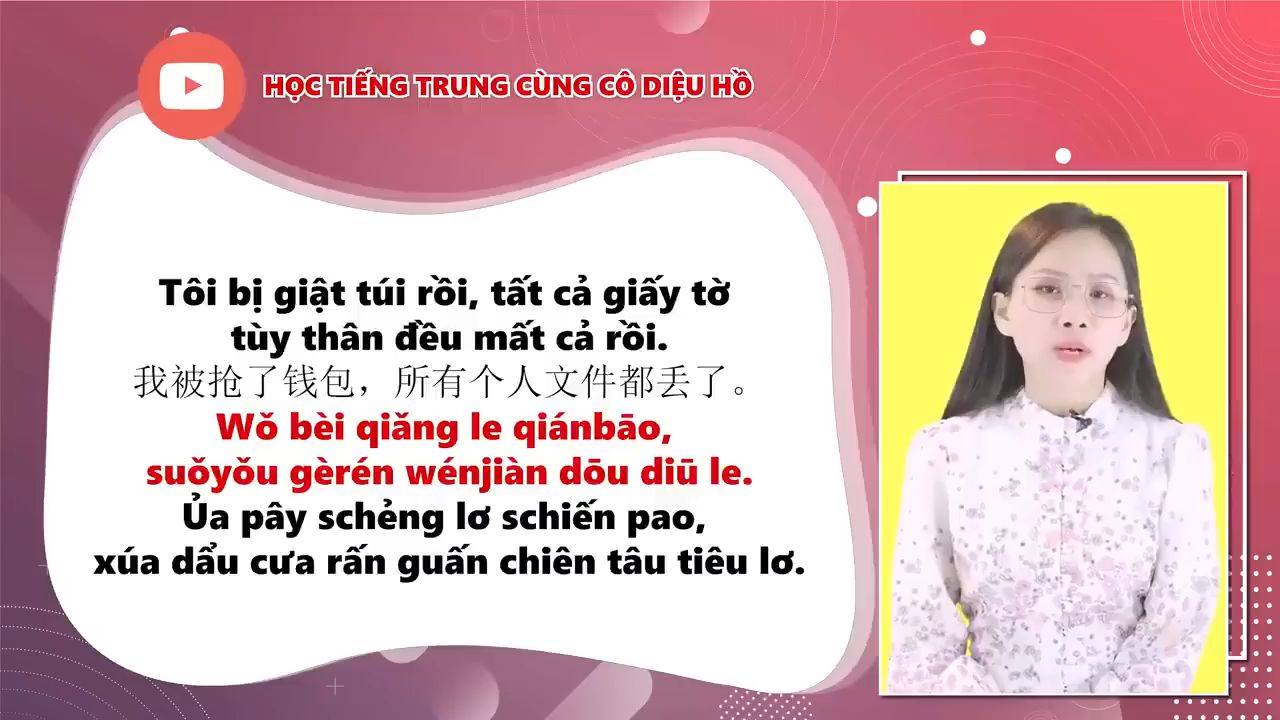 HỌC TIẾNG TRUNG CÙNG CÔ DIỆU HỒ
Tôi bị giật túi rồi, tất cả giấy tờ
tùy thân đều mất cả rồi.
我被抢了钱包，所有个人文件都丢了。
Wǒ bèi qiǎng le qiánbāo,
suǒyǒu gèrén wénjiàn dōu diū le.
Ủa pây schẻng lơ schiến pao,
xúa dẩu cưa rấn guấn chiên tâu tiêu lơ.